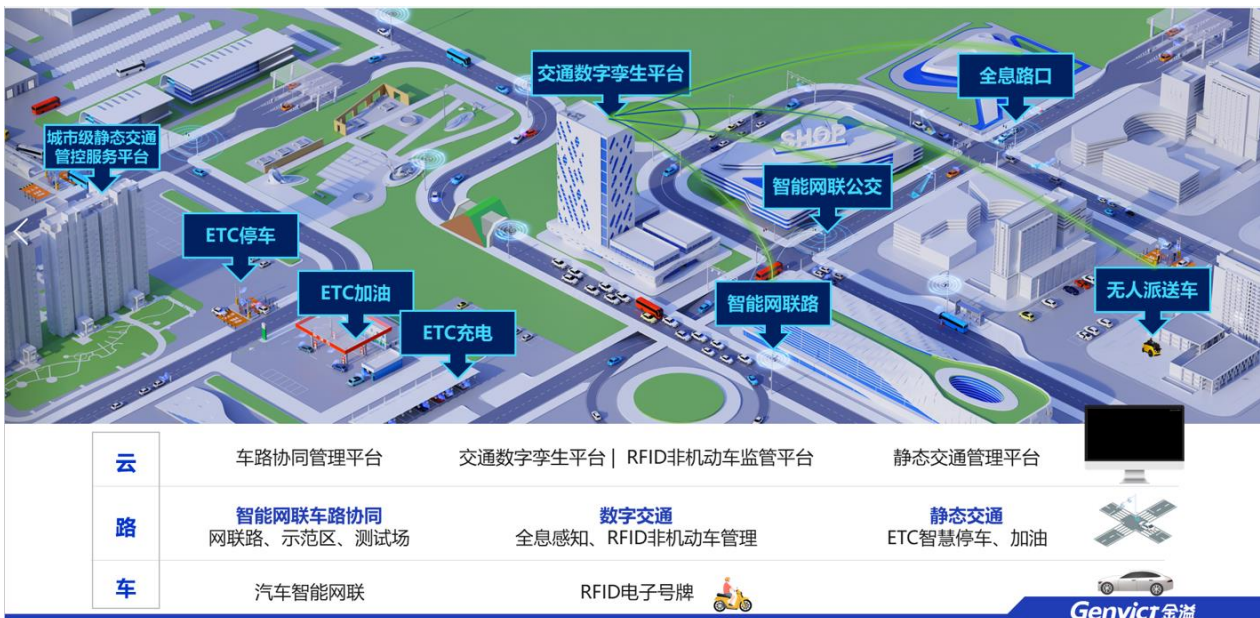 交通数字孪生平台
全息路口
城市级静态交通
管控服务平台
SHOP
智能网联公交
ETC停车
ETC加油
智能网联路
无人派送车
ETC充电
云
车路协同管理平台
交通数字孪生平台 | RFID非机动车监管平台
静态交通管理平台
路
智能网联车路协同
网联路、示范区、测试场
数字交通
全息感知、RFID非机动车管理
静态交通
ETC智慧停车、加油
车
汽车智能网联
RFID电子号牌
Genvict 金溢